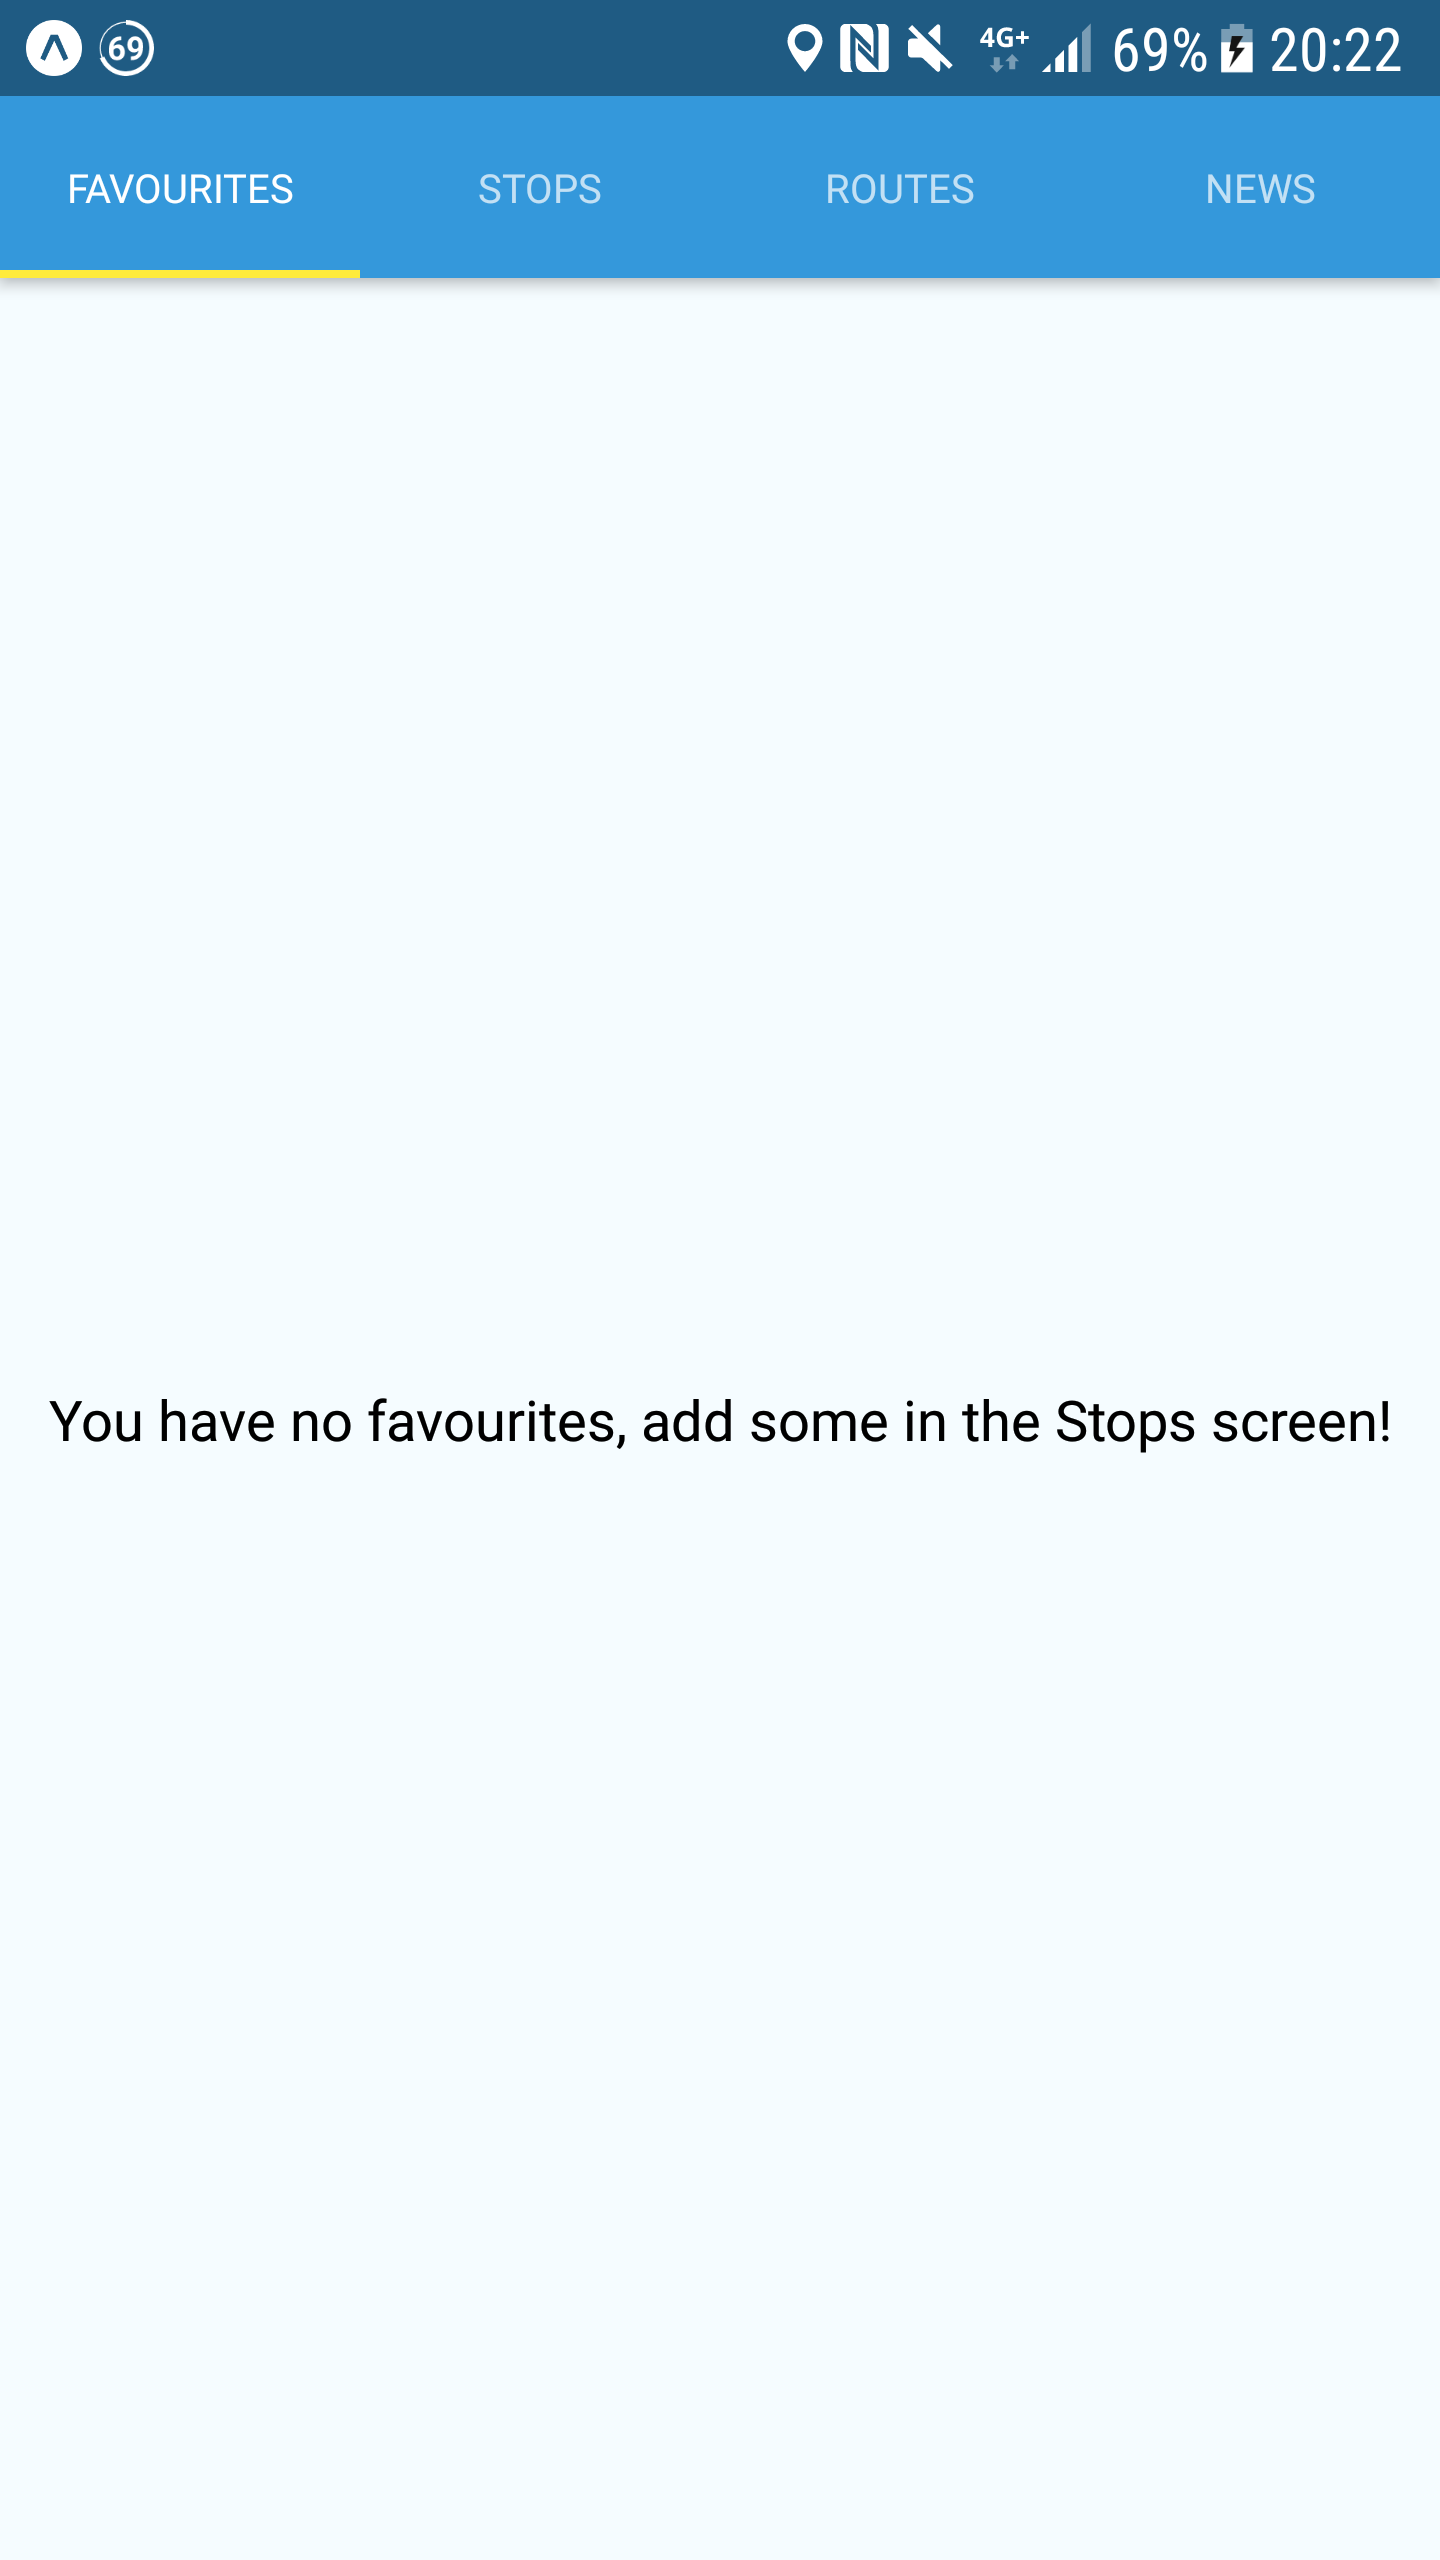 69 4G+ 69% 20:22
FAVOURITES STOPS ROUTES NEWS
You have no favourites, add some in the Stops screen!